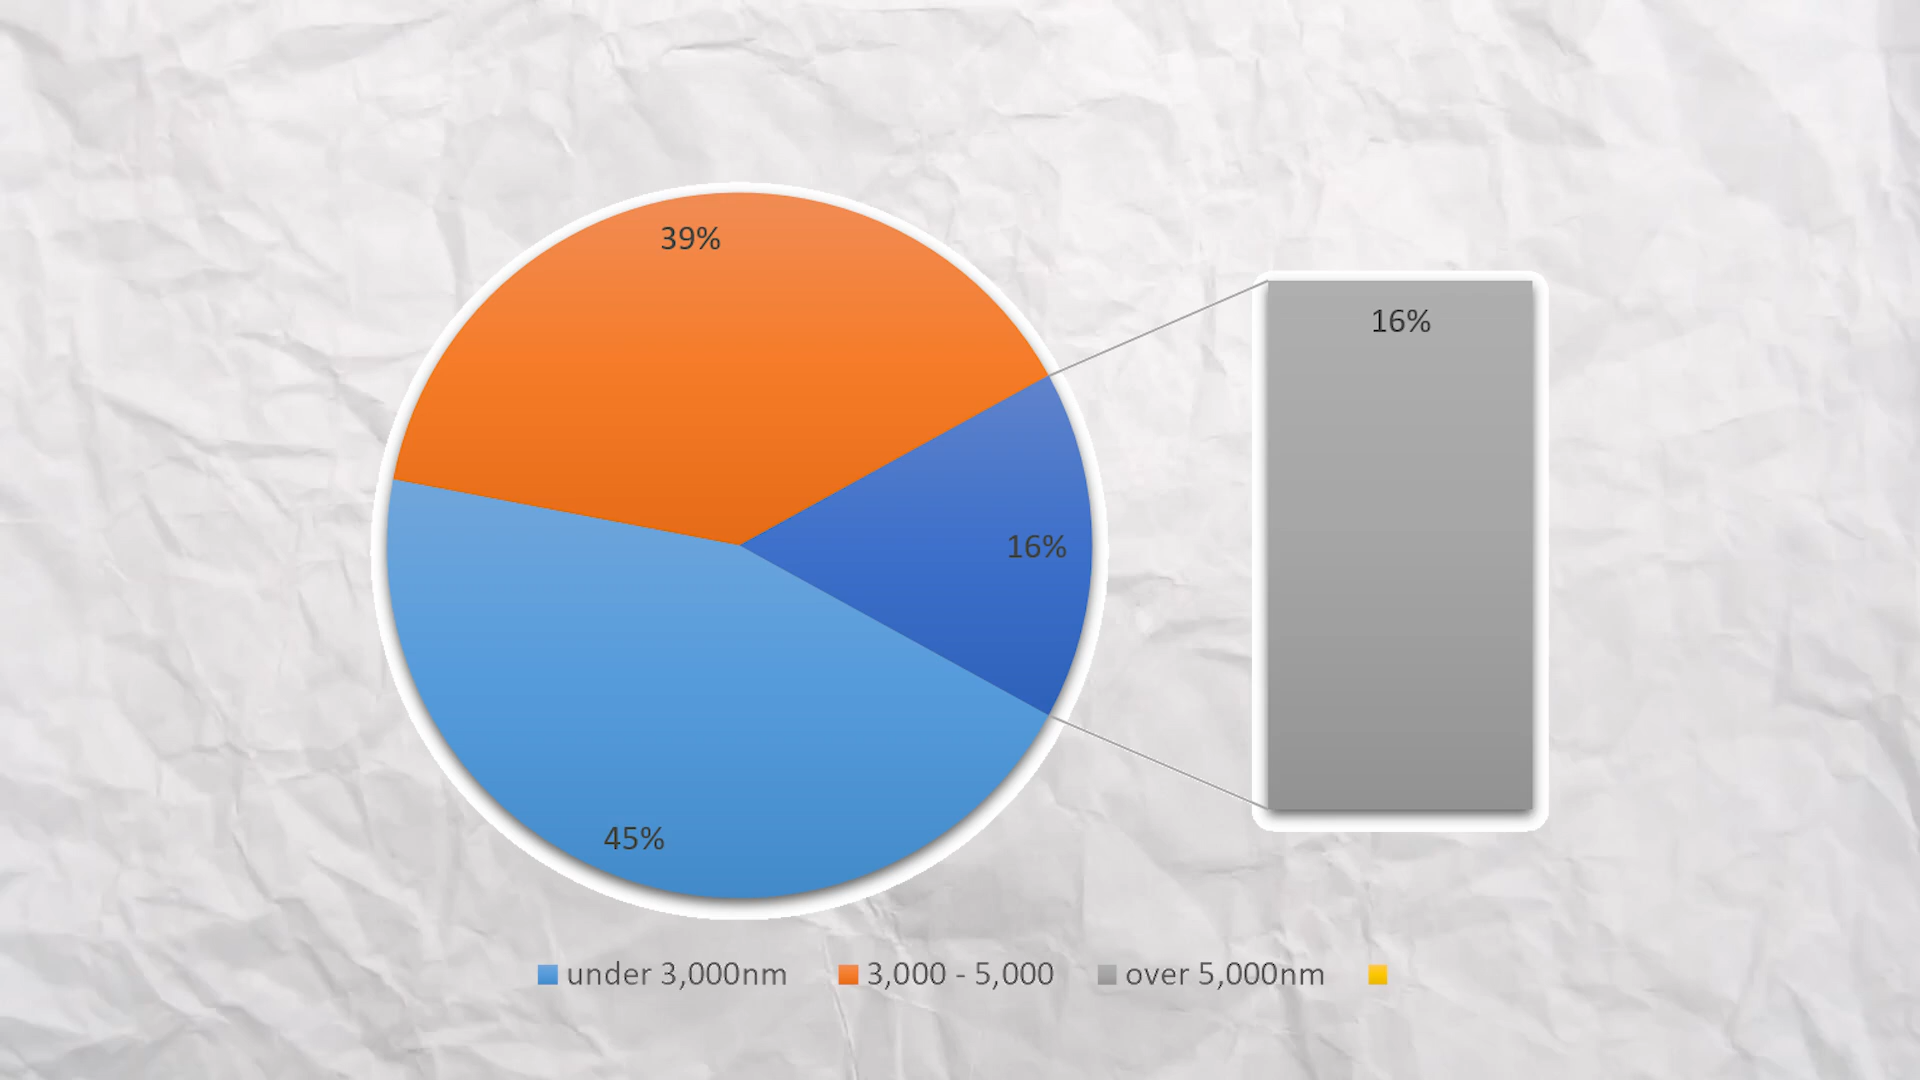 39%
16%
16%
45%
under 3,000nm 3,000 - 5,000 over 5,000nm